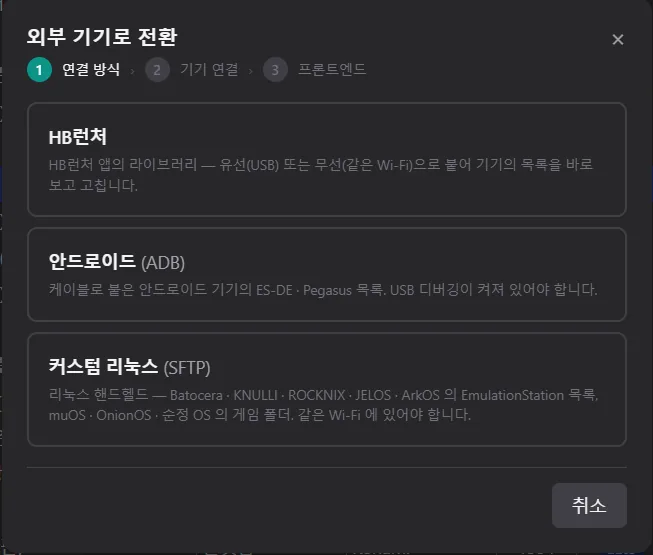 외부 기기로 전환
×
1 연결 방식 › 2 기기 연결 › 3 프론트엔드
HB런처
HB런처 앱의 라이브러리 — 유선(USB) 또는 무선(같은 Wi-Fi)으로 붙어 기기의 목록을 바로
보고 고칩니다.
안드로이드 (ADB)
케이블로 붙은 안드로이드 기기의 ES-DE · Pegasus 목록. USB 디버깅이 켜져 있어야 합니다.
커스텀 리눅스 (SFTP)
리눅스 핸드헬드 — Batocera · KNULLI · ROCKNIX · JELOS · ArkOS 의 EmulationStation 목록,
muOS · OnionOS · 순정 OS 의 게임 폴더. 같은 Wi-Fi 에 있어야 합니다.
취소